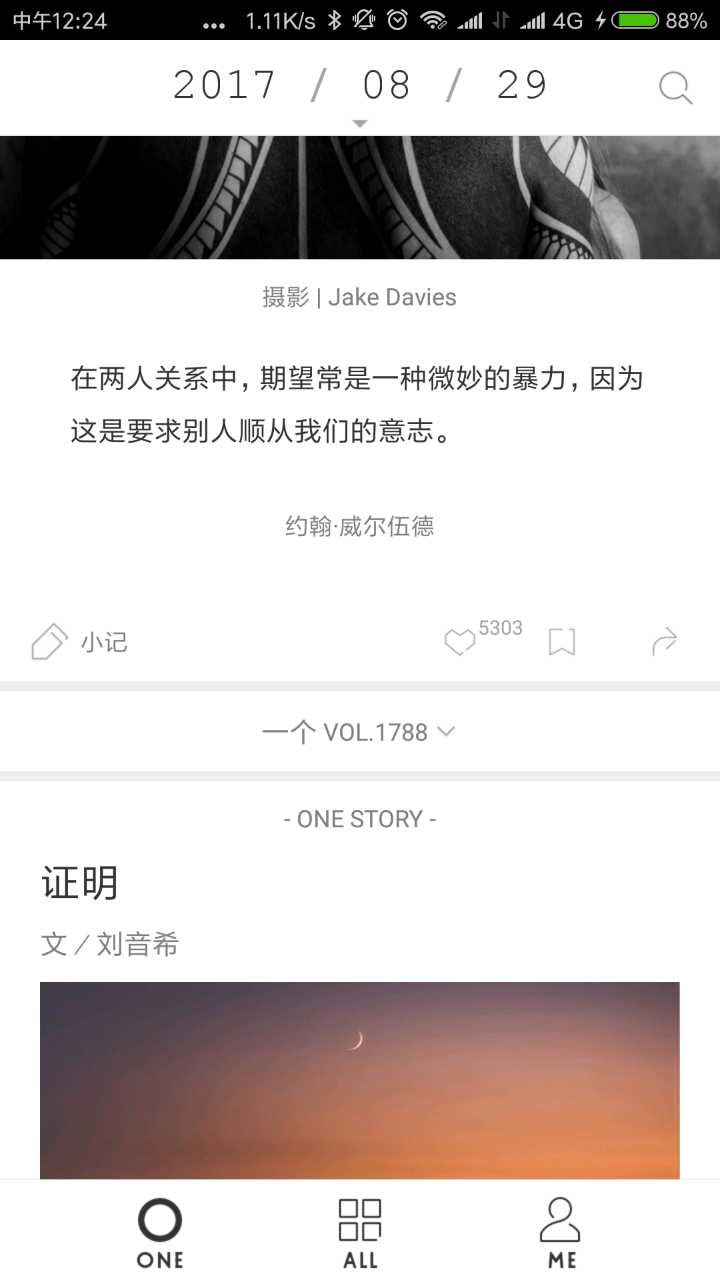 中午12:24 ... 1.11K/s 4G 88%
2017 / 08 / 29
摄影 | Jake Davies
在两人关系中，期望常是一种微妙的暴力，因为
这是要求别人顺从我们的意志。
约翰·威尔伍德
小记 5303
一个 VOL.1788
- ONE STORY -
证明
文／刘音希
ONE ALL ME